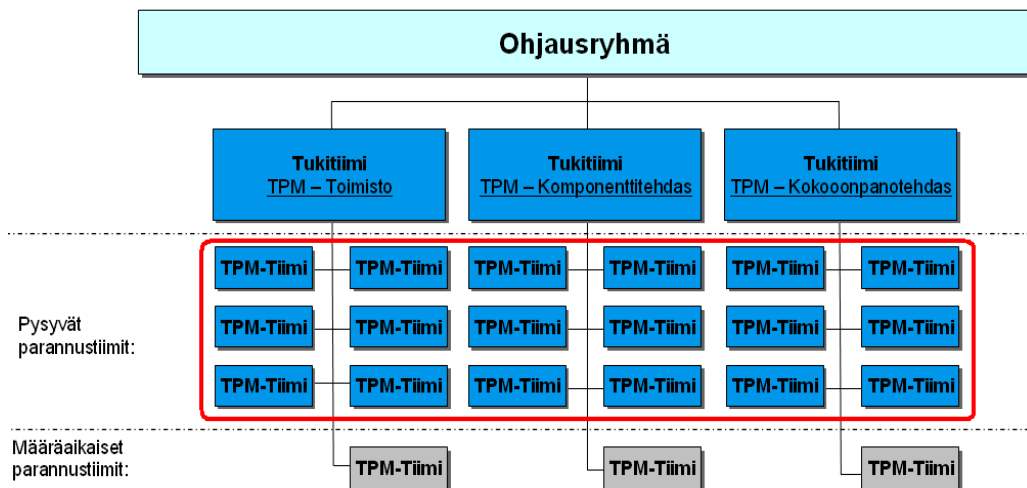 Ohjausryhmä
Tukitiimi
TPM – Toimisto
Tukitiimi
TPM – Komponenttitehdas
Tukitiimi
TPM – Kokooonpanotehdas
Pysyvät
parannustiimit:
TPM-Tiimi TPM-Tiimi TPM-Tiimi TPM-Tiimi TPM-Tiimi TPM-Tiimi
TPM-Tiimi TPM-Tiimi TPM-Tiimi TPM-Tiimi TPM-Tiimi TPM-Tiimi
TPM-Tiimi TPM-Tiimi TPM-Tiimi TPM-Tiimi TPM-Tiimi TPM-Tiimi
Määräaikaiset
parannustiimit:
TPM-Tiimi TPM-Tiimi TPM-Tiimi